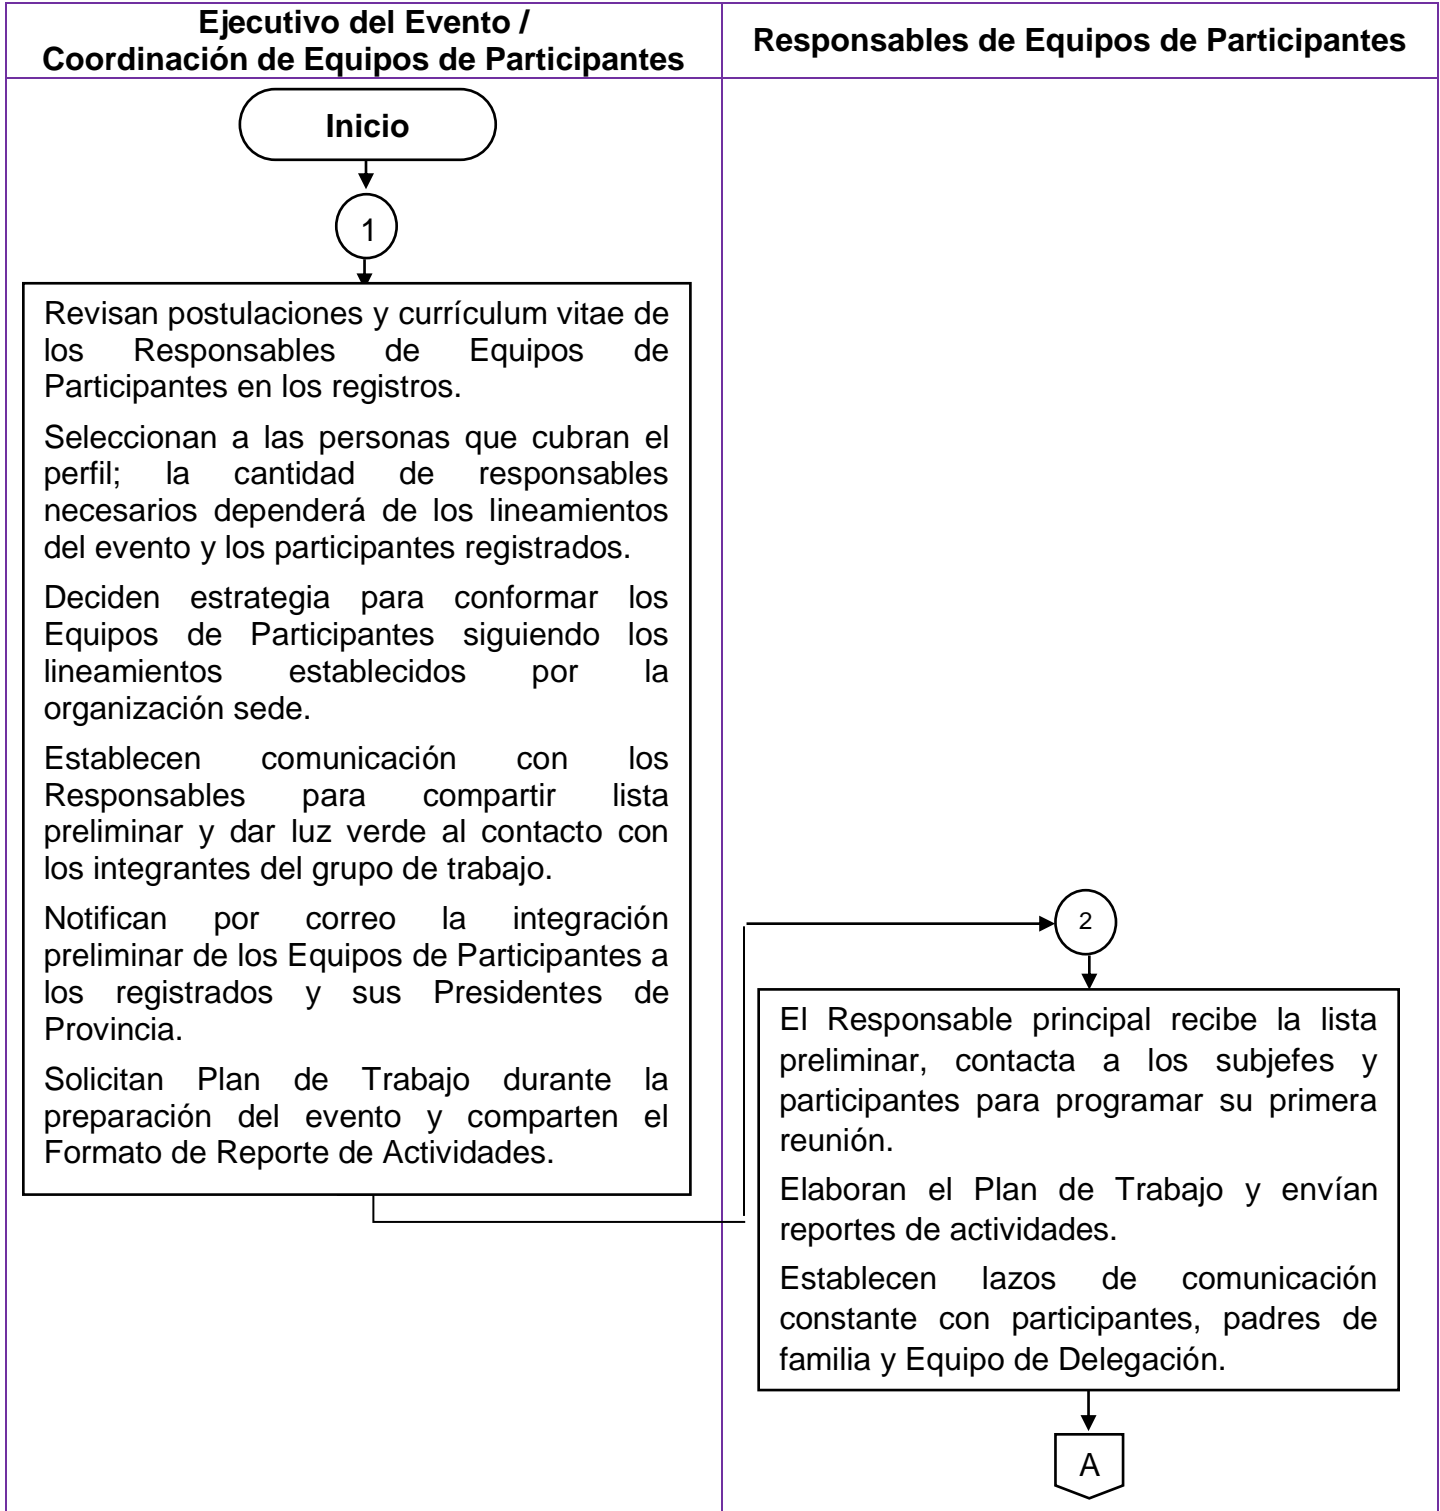 Ejecutivo del Evento /
Coordinación de Equipos de Participantes
Responsables de Equipos de Participantes
Inicio
1
Revisan postulaciones y currículum vitae de
los Responsables de Equipos de
Participantes en los registros.
Seleccionan a las personas que cubran el
perfil; la cantidad de responsables
necesarios dependerá de los lineamientos
del evento y los participantes registrados.
Deciden estrategia para conformar los
Equipos de Participantes siguiendo los
lineamientos establecidos por la
organización sede.
Establecen comunicación con los
Responsables para compartir lista
preliminar y dar luz verde al contacto con
los integrantes del grupo de trabajo.
Notifican por correo la integración
preliminar de los Equipos de Participantes a
los registrados y sus Presidentes de
Provincia.
Solicitan Plan de Trabajo durante la
preparación del evento y comparten el
Formato de Reporte de Actividades.
2
El Responsable principal recibe la lista
preliminar, contacta a los subjefes y
participantes para programar su primera
reunión.
Elaboran el Plan de Trabajo y envían
reportes de actividades.
Establecen lazos de comunicación
constante con participantes, padres de
familia y Equipo de Delegación.
A